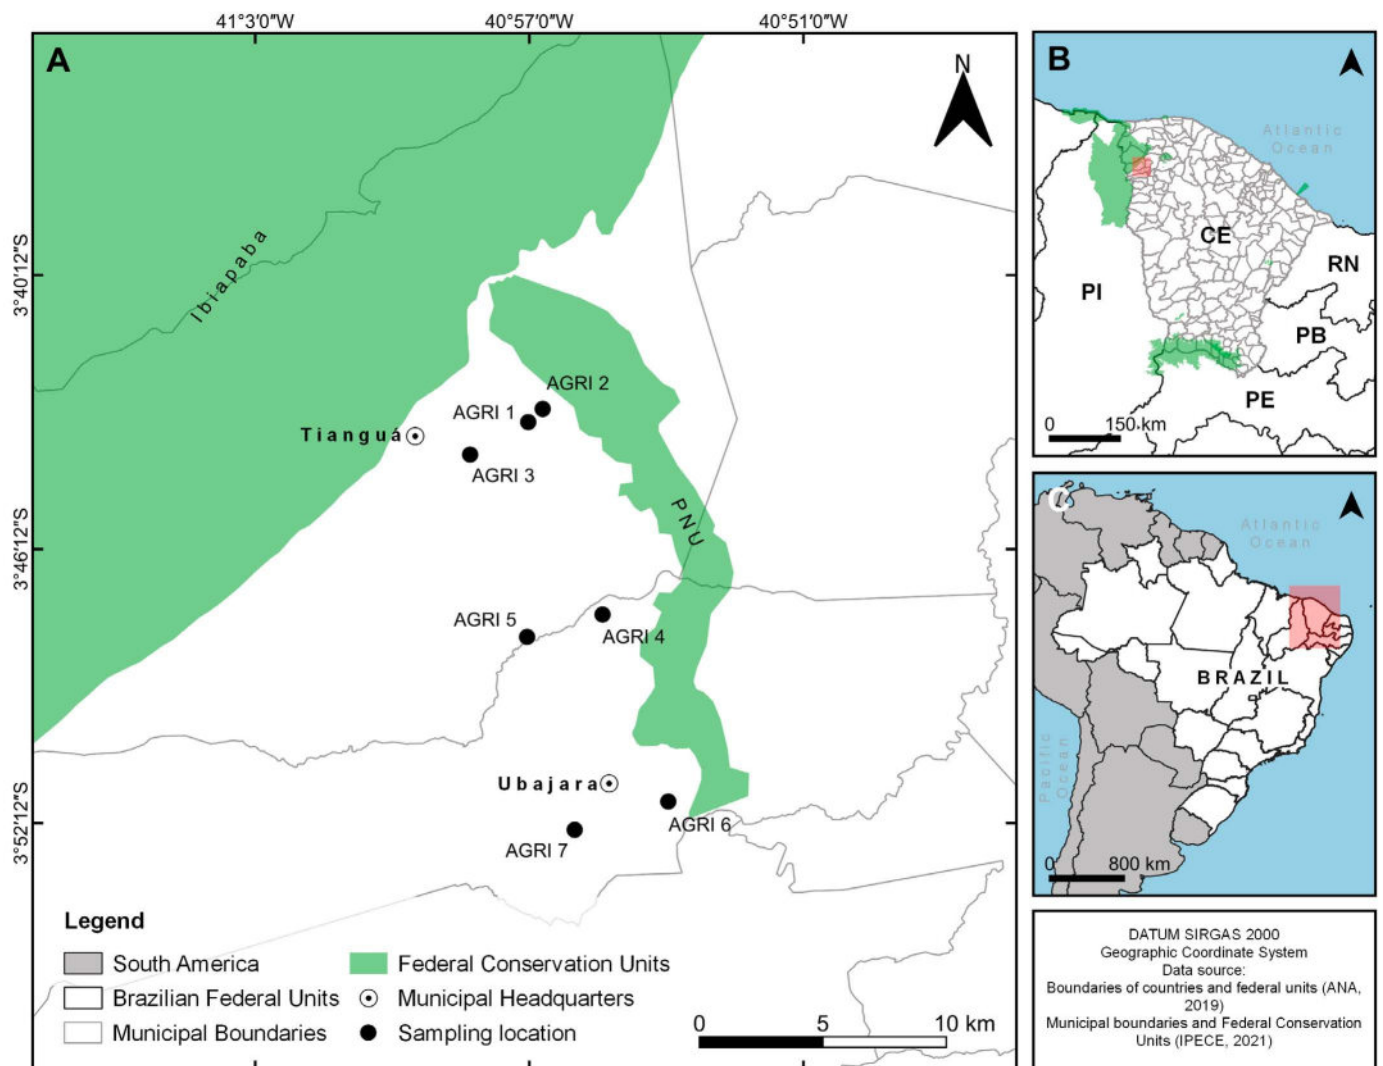 41°3'0"W
40°57'0"W
40°51'0"W
3°40'12"S
3°46'12"S
3°52'12"S
A
N
Ibiapaba
AGRI 2
AGRI 1
Tianguá
AGRI 3
PNU
AGRI 5
AGRI 4
Ubajara
AGRI 6
AGRI 7
Legend
South America
Federal Conservation Units
Brazilian Federal Units
Municipal Headquarters
Municipal Boundaries
Sampling location
0
5
10 km
B
Atlantic
Ocean
CE
RN
PI
PB
PE
0
150 km
C
Atlantic
Ocean
BRAZIL
Pacific
Ocean
0
800 km
DATUM SIRGAS 2000
Geographic Coordinate System
Data source:
Boundaries of countries and federal units (ANA,
2019)
Municipal boundaries and Federal Conservation
Units (IPECE, 2021)